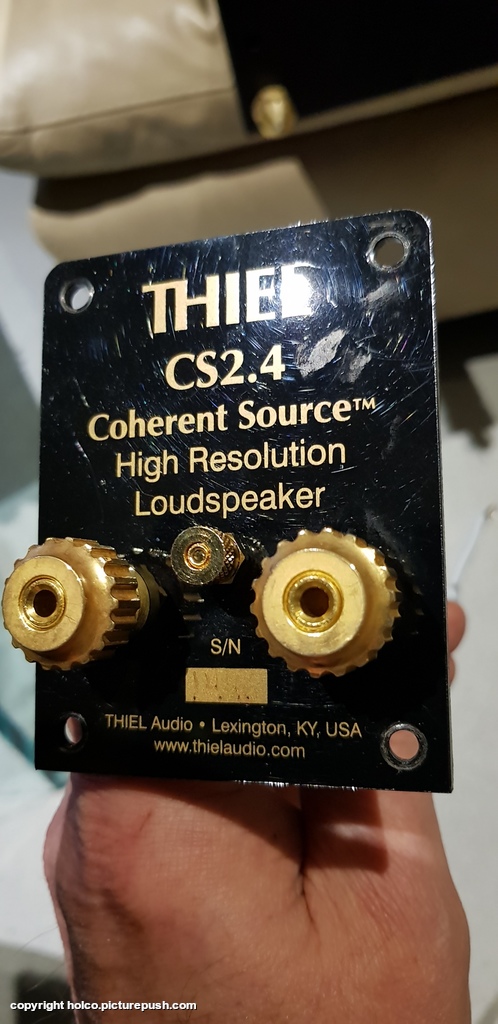 THIEL
CS2.4
Coherent Source™
High Resolution
Loudspeaker
S/N
THIEL Audio • Lexington, KY, USA
www.thielaudio.com
copyright holco.picturepush.com